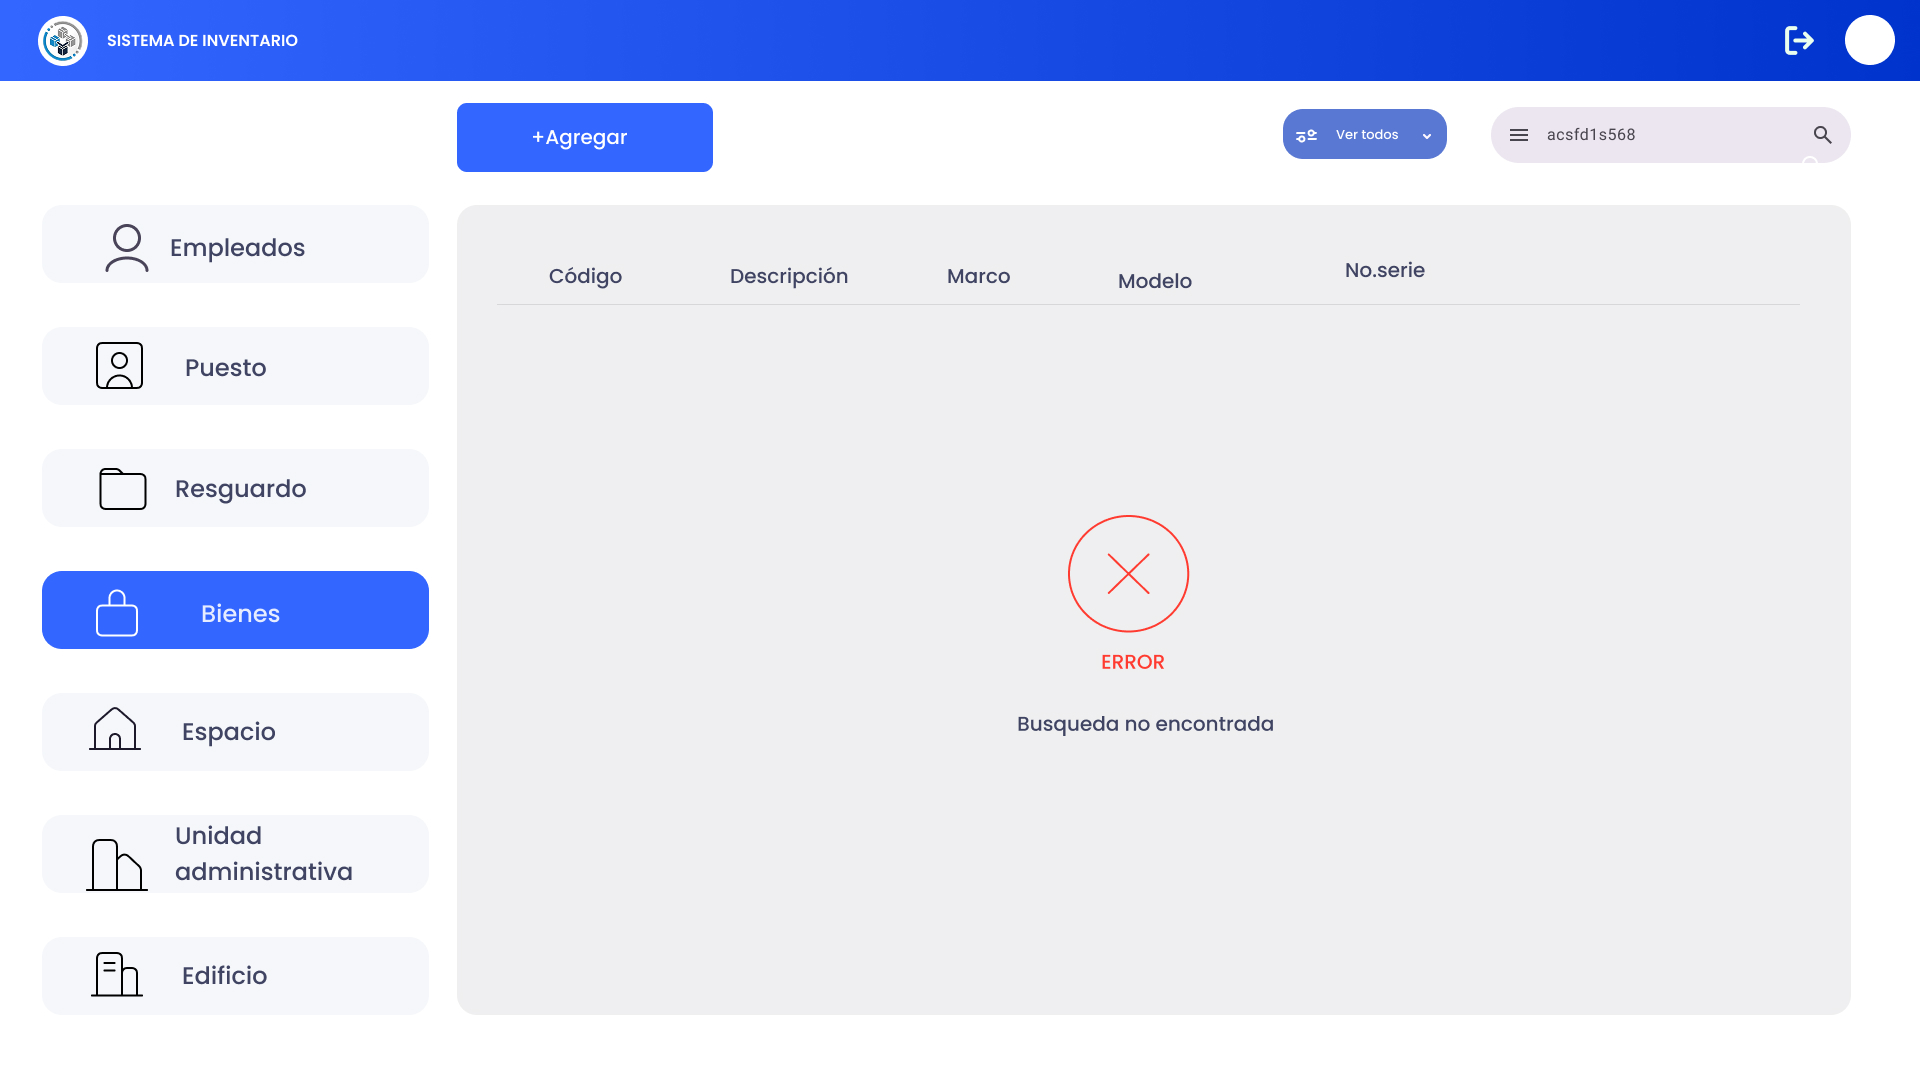 SISTEMA DE INVENTARIO
+Agregar
Ver todos
acsfd1s568
Empleados
Puesto
Resguardo
Bienes
Espacio
Unidad
administrativa
Edificio
Código Descripción Marco Modelo No.serie
ERROR
Busqueda no encontrada